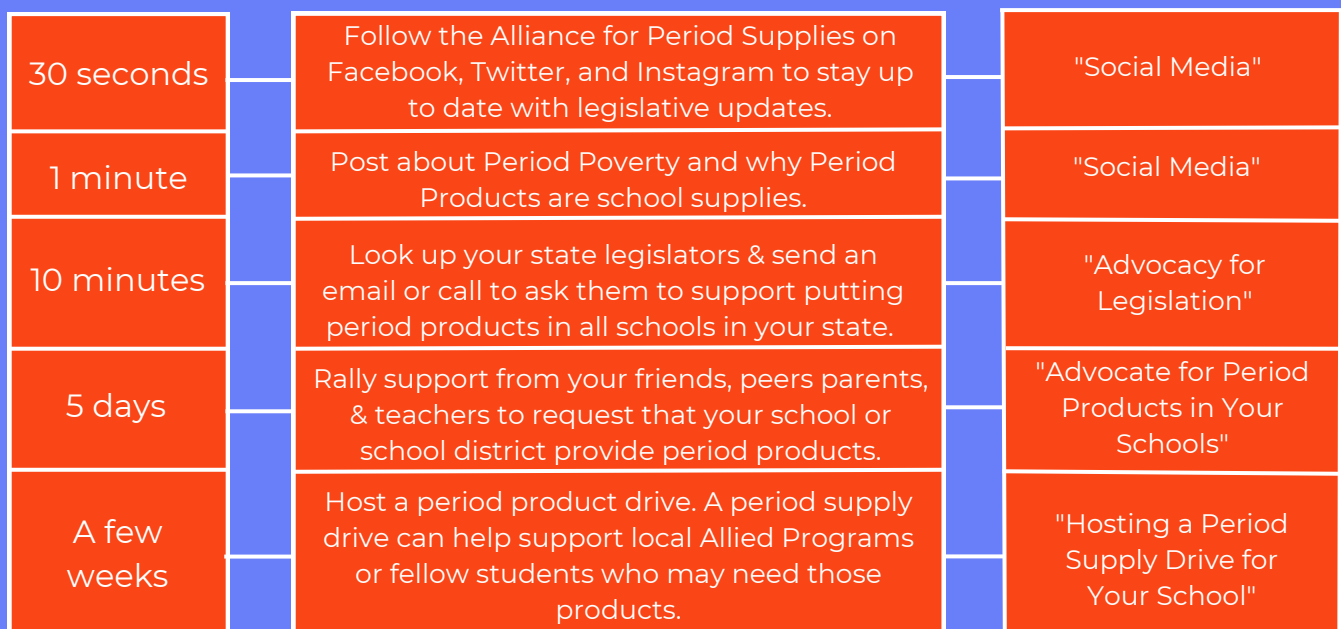 30 seconds
Follow the Alliance for Period Supplies on
Facebook, Twitter, and Instagram to stay up
to date with legislative updates.
"Social Media"
1 minute
Post about Period Poverty and why Period
Products are school supplies.
"Social Media"
10 minutes
Look up your state legislators & send an
email or call to ask them to support putting
period products in all schools in your state.
"Advocacy for
Legislation"
5 days
Rally support from your friends, peers parents,
& teachers to request that your school or
school district provide period products.
"Advocate for Period
Products in Your
Schools"
A few
weeks
Host a period product drive. A period supply
drive can help support local Allied Programs
or fellow students who may need those
products.
"Hosting a Period
Supply Drive for
Your School"